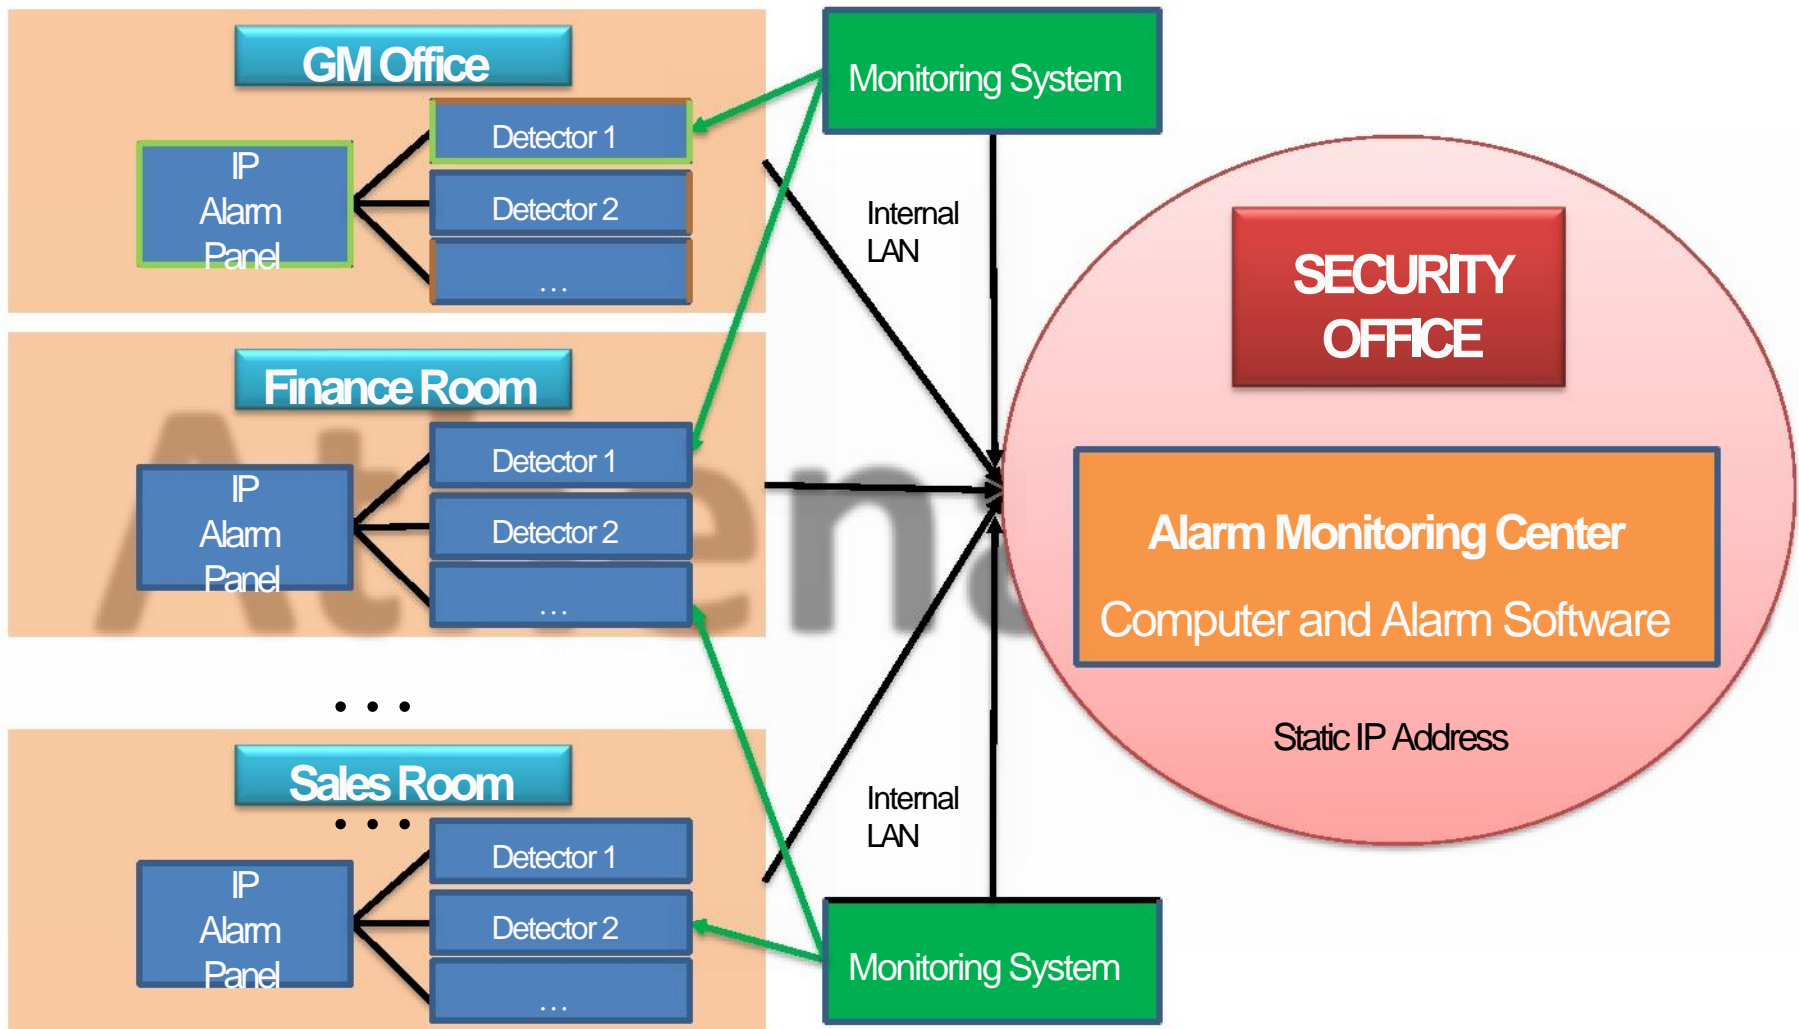 GM Office
IP
Alarm
Panel
Detector 1
Detector 2
...
Finance Room
IP
Alarm
Panel
Detector 1
Detector 2
...
. . .
Sales Room
. . .
IP
Alarm
Panel
Detector 1
Detector 2
...
Monitoring System
Internal
LAN
Internal
LAN
Monitoring System
SECURITY
OFFICE
Alarm Monitoring Center
Computer and Alarm Software
Static IP Address